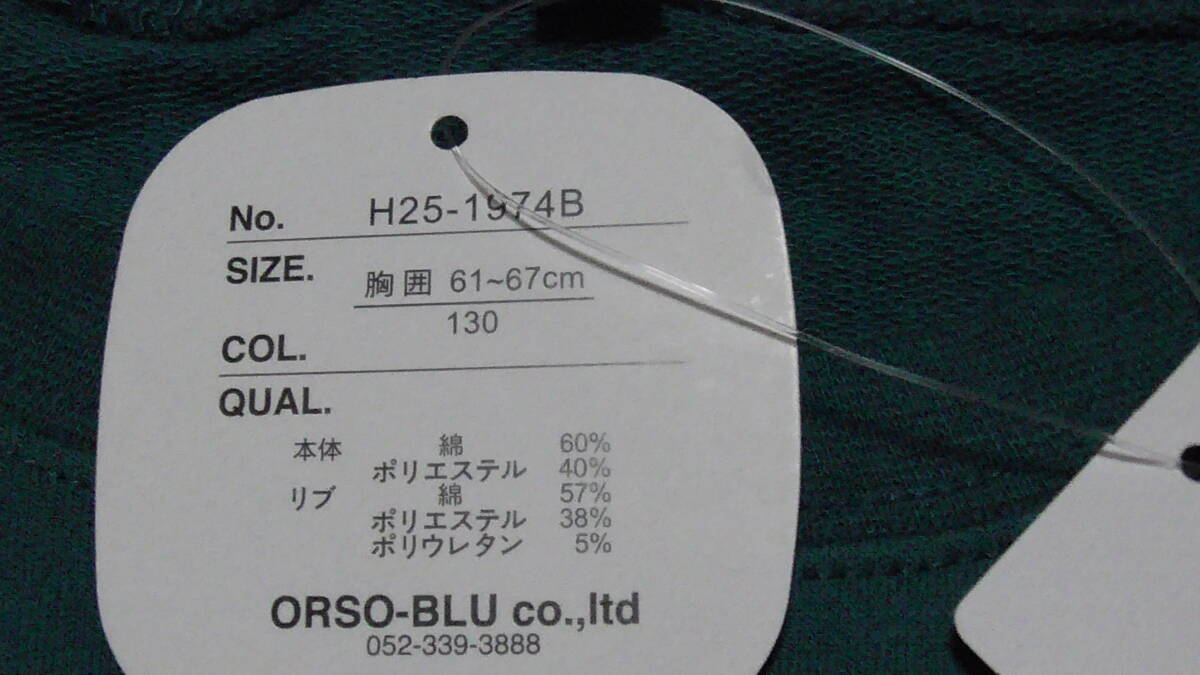 No. H25-1974B
SIZE. 胸囲 61~67cm
130
COL.
QUAL.
本体 綿 60%
ポリエステル 40%
リブ 綿 57%
ポリエステル 38%
ポリウレタン 5%
ORSO-BLU co.,ltd
052-339-3888